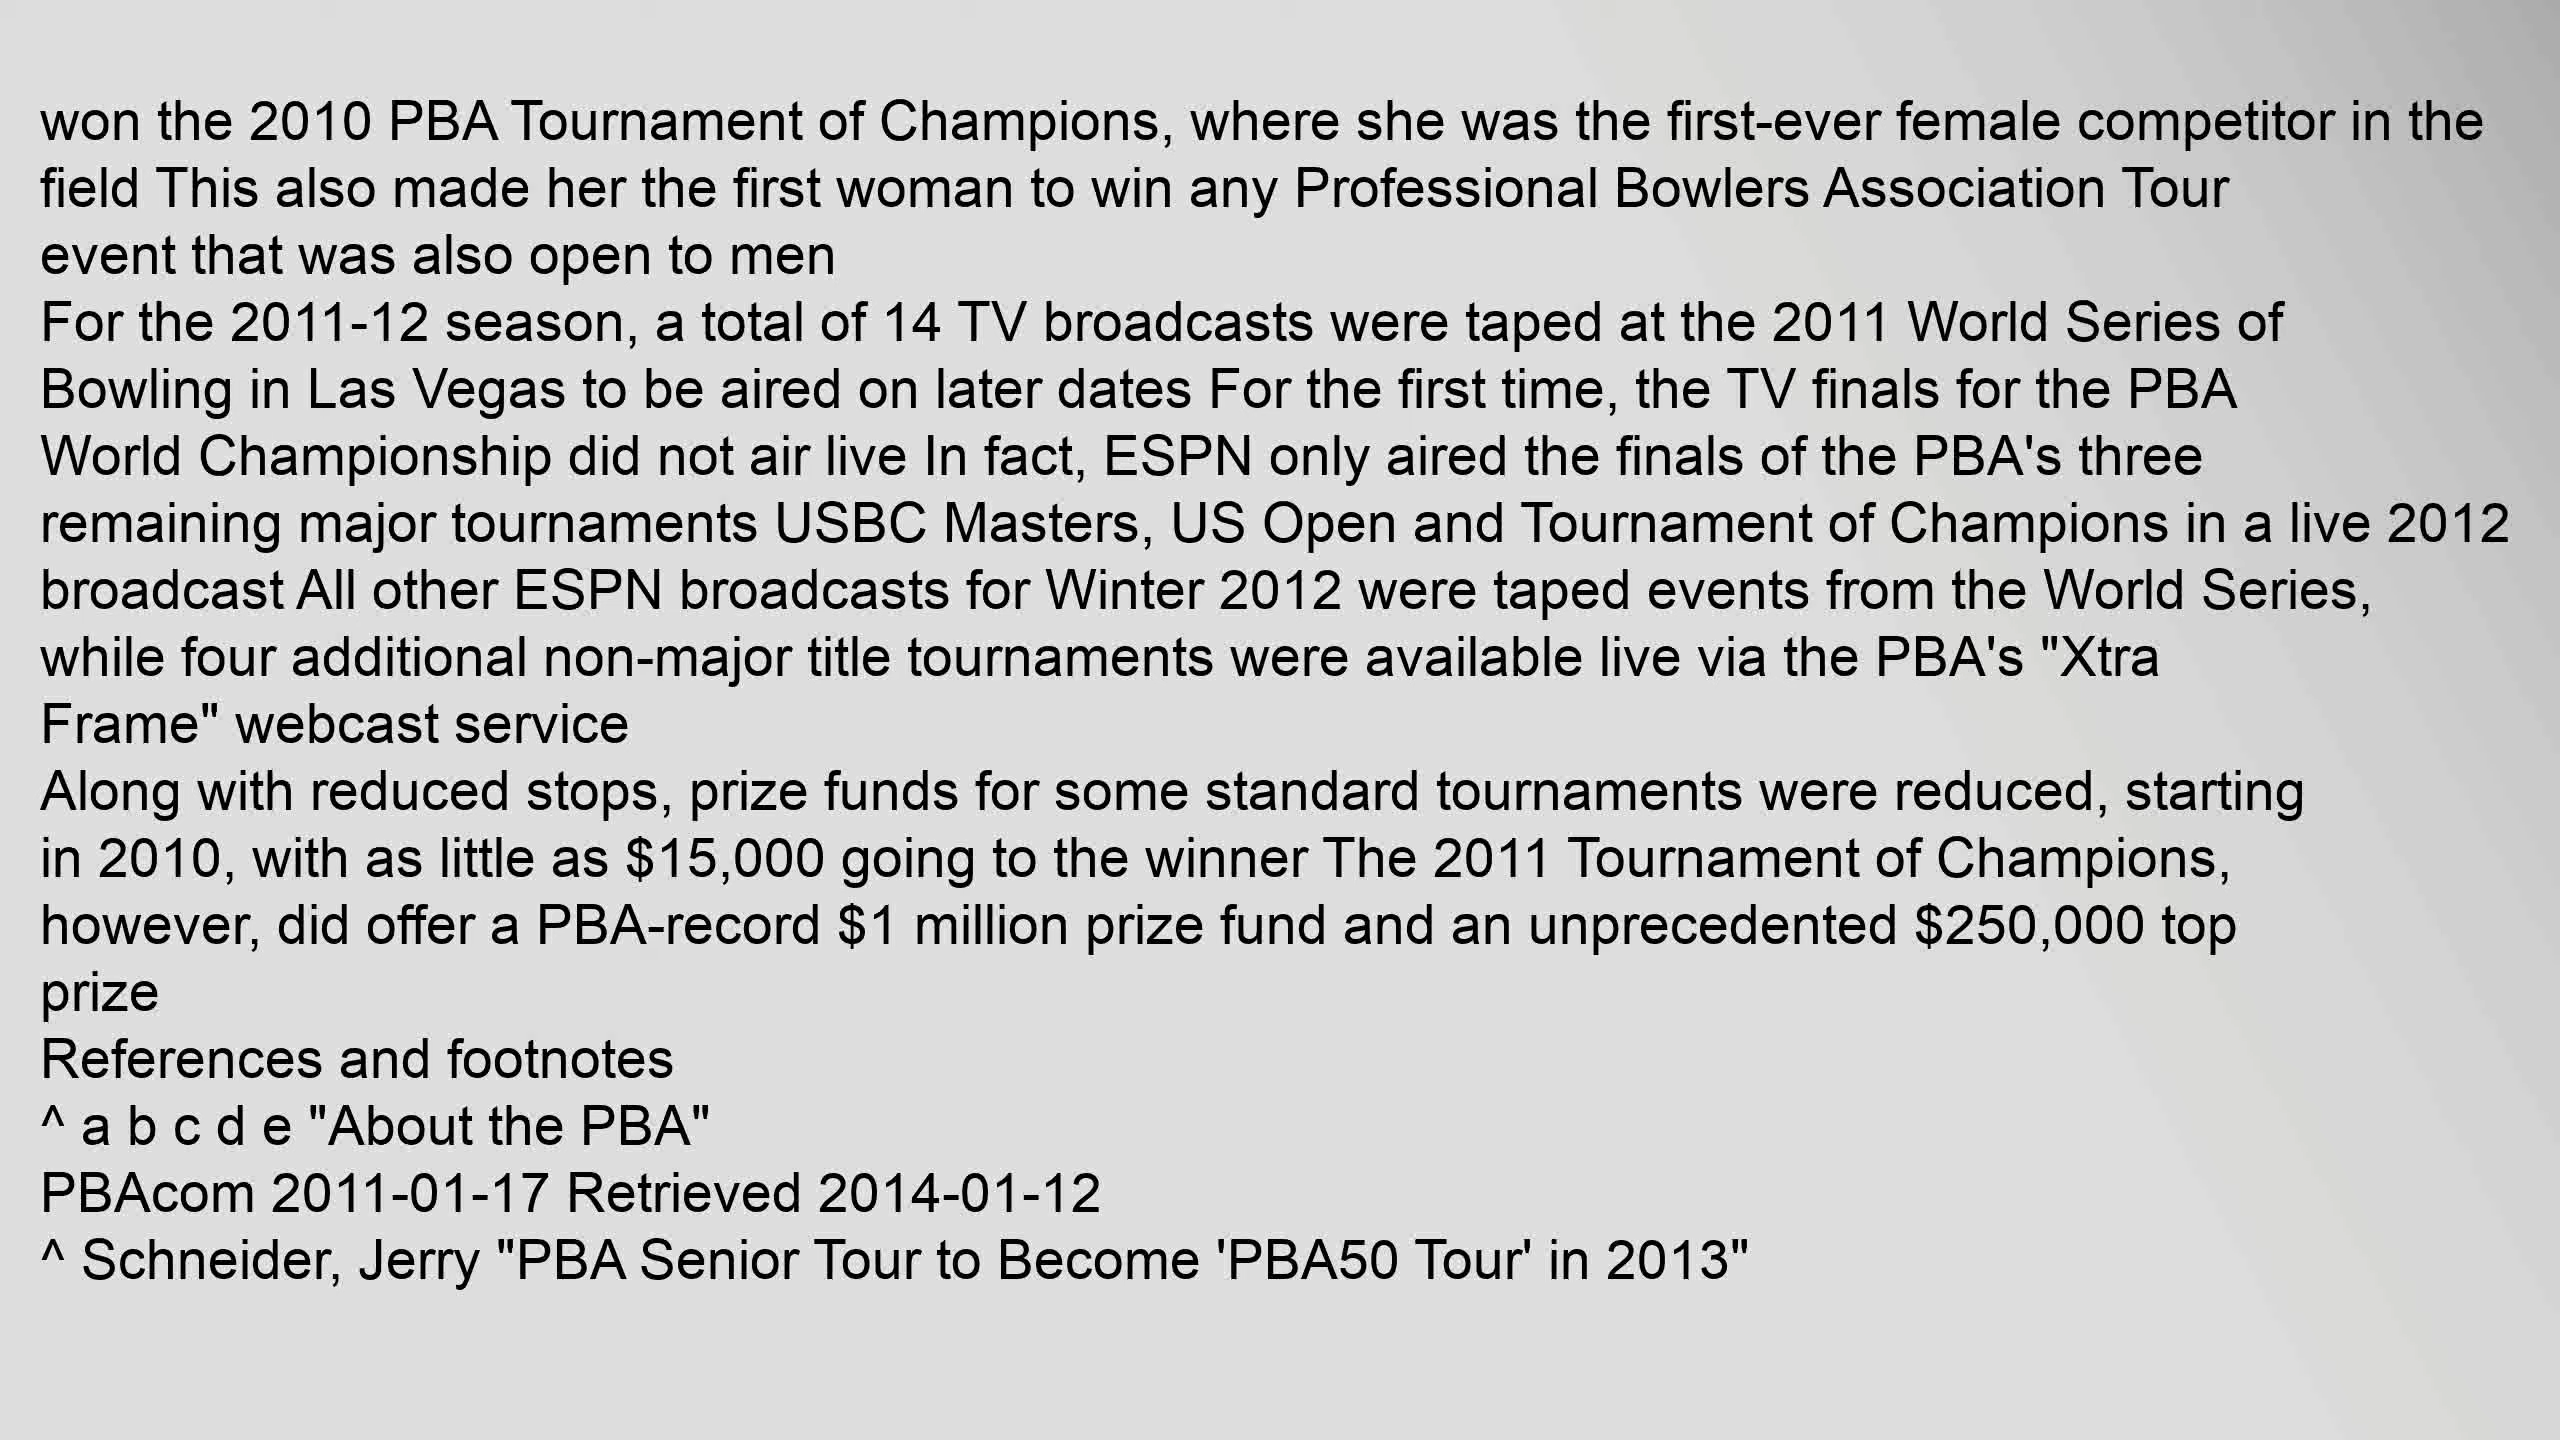 won the 2010 PBA Tournament of Champions, where she was the first-ever female competitor in the
field This also made her the first woman to win any Professional Bowlers Association Tour
event that was also open to men
For the 2011-12 season, a total of 14 TV broadcasts were taped at the 2011 World Series of
Bowling in Las Vegas to be aired on later dates For the first time, the TV finals for the PBA
World Championship did not air live In fact, ESPN only aired the finals of the PBA's three
remaining major tournaments USBC Masters, US Open and Tournament of Champions in a live 2012
broadcast All other ESPN broadcasts for Winter 2012 were taped events from the World Series,
while four additional non-major title tournaments were available live via the PBA's "Xtra
Frame" webcast service
Along with reduced stops, prize funds for some standard tournaments were reduced, starting
in 2010, with as little as $15,000 going to the winner The 2011 Tournament of Champions,
however, did offer a PBA-record $1 million prize fund and an unprecedented $250,000 top
prize
References and footnotes
^ a b c d e "About the PBA"
PBAcom 2011-01-17 Retrieved 2014-01-12
^ Schneider, Jerry "PBA Senior Tour to Become 'PBA50 Tour' in 2013"